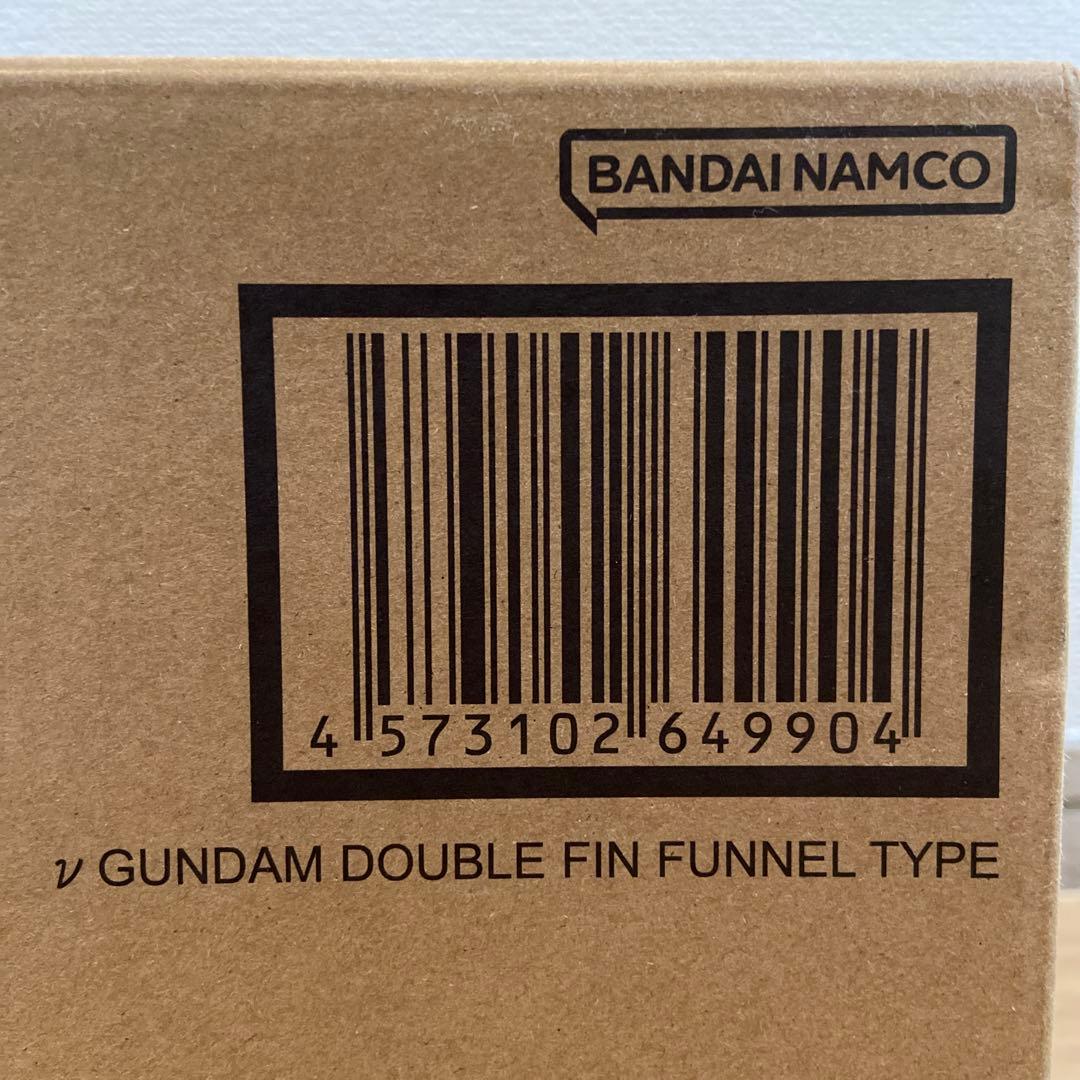 BANDAI NAMCO
4 573102 649904
ν GUNDAM DOUBLE FIN FUNNEL TYPE